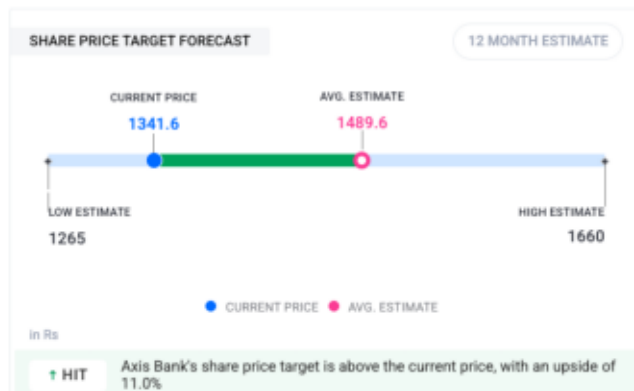 SHARE PRICE TARGET FORECAST
12 MONTH ESTIMATE
CURRENT PRICE
AVG. ESTIMATE
1341.6
1489.6
LOW ESTIMATE
HIGH ESTIMATE
1265
1660
CURRENT PRICE
AVG. ESTIMATE
in Rs
↑ HIT
Axis Bank's share price target is above the current price, with an upside of
11.0%